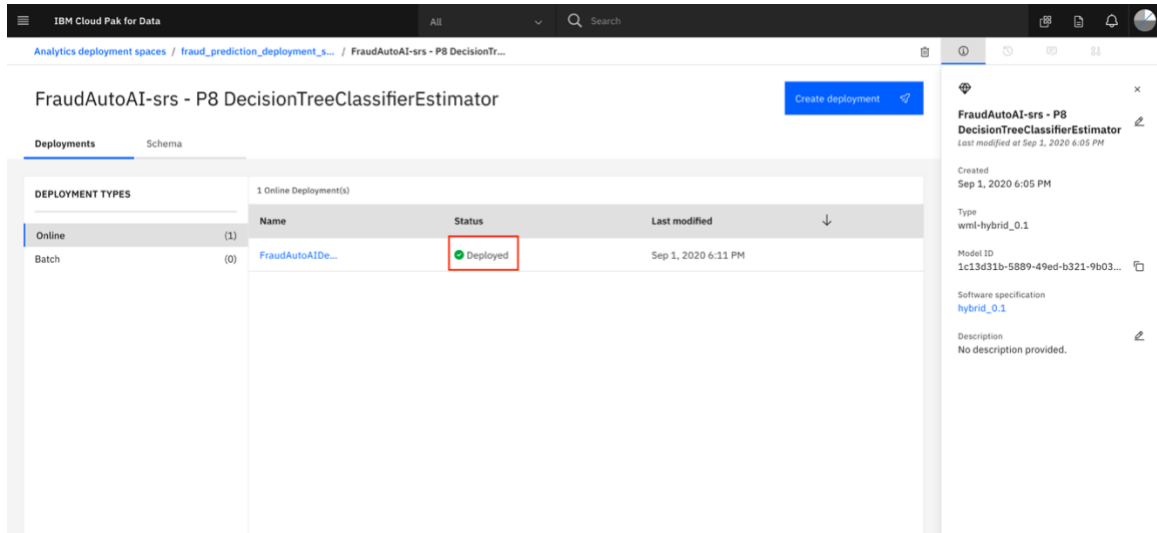 IBM Cloud Pak for Data
All
Search
Analytics deployment spaces / fraud_prediction_deployment_s... / FraudAutoAI-srs - P8 DecisionTr...
FraudAutoAI-srs - P8 DecisionTreeClassifierEstimator
Create deployment
Deployments
Schema
DEPLOYMENT TYPES
Online (1)
Batch (0)
1 Online Deployment(s)
Name Status Last modified
FraudAutoAIDe... Deployed Sep 1, 2020 6:11 PM
FraudAutoAI-srs - P8
DecisionTreeClassifierEstimator
Last modified at Sep 1, 2020 6:05 PM
Created
Sep 1, 2020 6:05 PM
Type
wml-hybrid_0.1
Model ID
1c13d31b-5889-49ed-b321-9b03...
Software specification
hybrid_0.1
Description
No description provided.